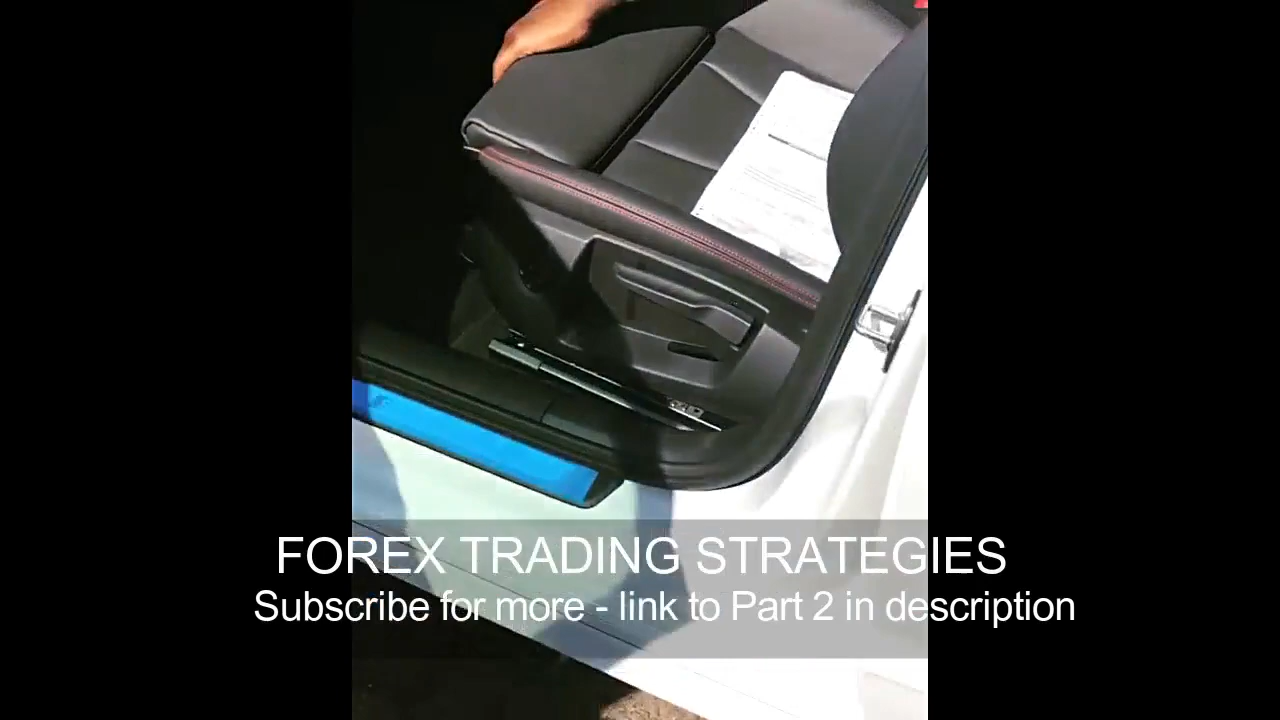 FOREX TRADING STRATEGIES
Subscribe for more - link to Part 2 in description